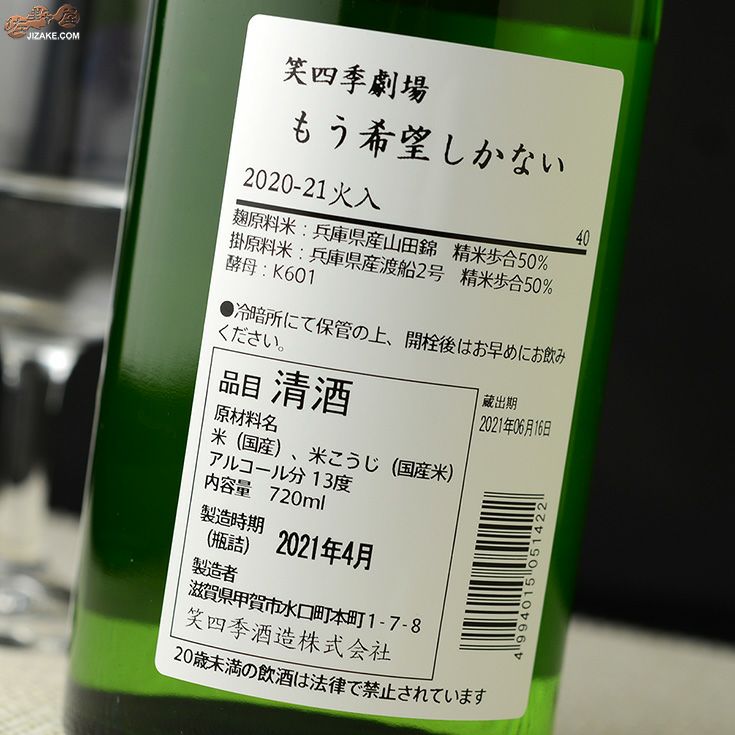 佐野屋
JIZAKE.COM
笑四季劇場
もう希望しかない
2020-21火入
40
麹原料米：兵庫県産山田錦　精米歩合50%
掛原料米：兵庫県産渡船2号　精米歩合50%
酵母：K601
●冷暗所にて保管の上、開栓後はお早めにお飲み
ください。
品目 清酒
原材料名
米（国産）、米こうじ（国産米）
アルコール分 13度
内容量　720ml
製造時期
（瓶詰）　2021年4月
製造者
滋賀県甲賀市水口町本町1-7-8
笑四季酒造株式会社
蔵出期
2021年06月16日
4994015051422
20歳未満の飲酒は法律で禁止されています